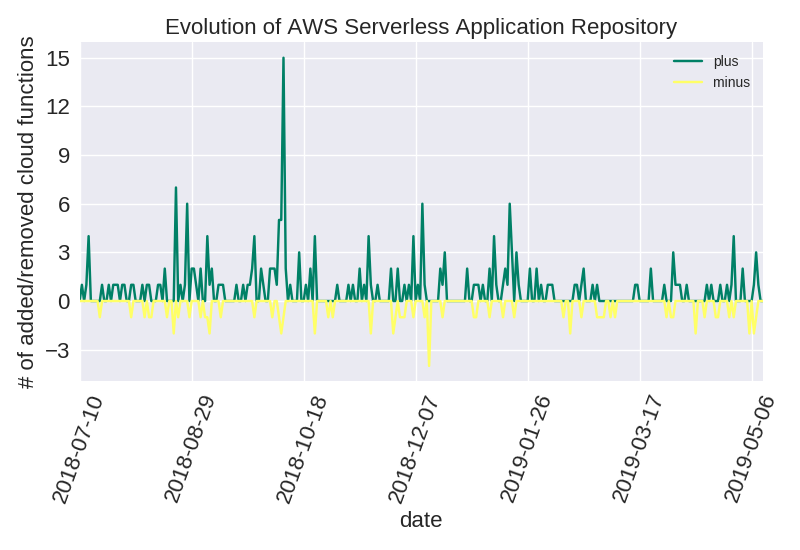 Evolution of AWS Serverless Application Repository
# of added/removed cloud functions
15
12
9
6
3
0
−3
plus
minus
2018-07-10
2018-08-29
2018-10-18
2018-12-07
2019-01-26
2019-03-17
2019-05-06
date